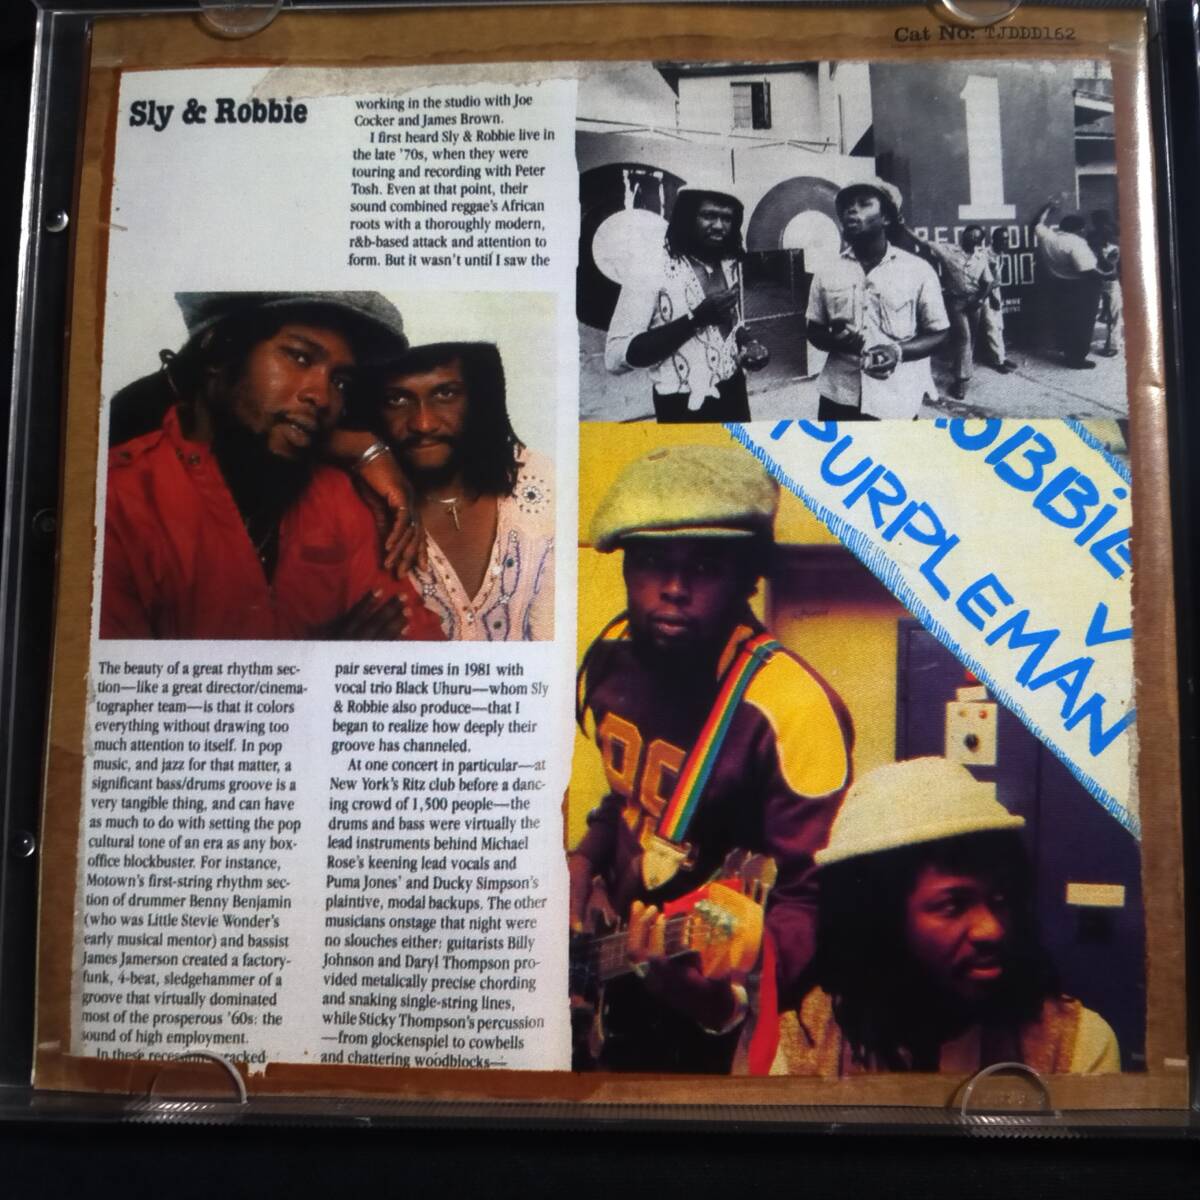 Cat No: TJDDD162
Sly & Robbie
working in the studio with Joe
Cocker and James Brown.
I first heard Sly & Robbie live in
the late '70s, when they were
touring and recording with Peter
Tosh. Even at that point, their
sound combined reggae's African
roots with a thoroughly modern,
r&b-based attack and attention to
form. But it wasn't until I saw the
The beauty of a great rhythm sec-
tion—like a great director/cinema-
tographer team—is that it colors
everything without drawing too
much attention to itself. In pop
music, and jazz for that matter, a
significant bass/drums groove is a
very tangible thing, and can have
as much to do with setting the pop
cultural tone of an era as any box-
office blockbuster. For instance,
Motown's first-string rhythm sec-
tion of drummer Benny Benjamin
(who was Little Stevie Wonder's
early musical mentor) and bassist
James Jamerson created a factory-
funk, 4-beat, sledgehammer of a
groove that virtually dominated
most of the prosperous '60s: the
sound of high employment.
In these
pair several times in 1981 with
vocal trio Black Uhuru—whom Sly
& Robbie also produce—that I
began to realize how deeply their
groove has channeled.
At one concert in particular—at
New York's Ritz club before a danc-
ing crowd of 1,500 people—the
drums and bass were virtually the
lead instruments behind Michael
Rose's keening lead vocals and
Puma Jones' and Ducky Simpson's
plaintive, modal backups. The other
musicians onstage that night were
no slouches either: guitarists Billy
Johnson and Daryl Thompson pro-
vided metalically precise chording
and snaking single-string lines,
while Sticky Thompson's percussion
—from glockenspiel to cowbells
and chattering woodblocks—
1
OBBiE
V
PURPLEMAN